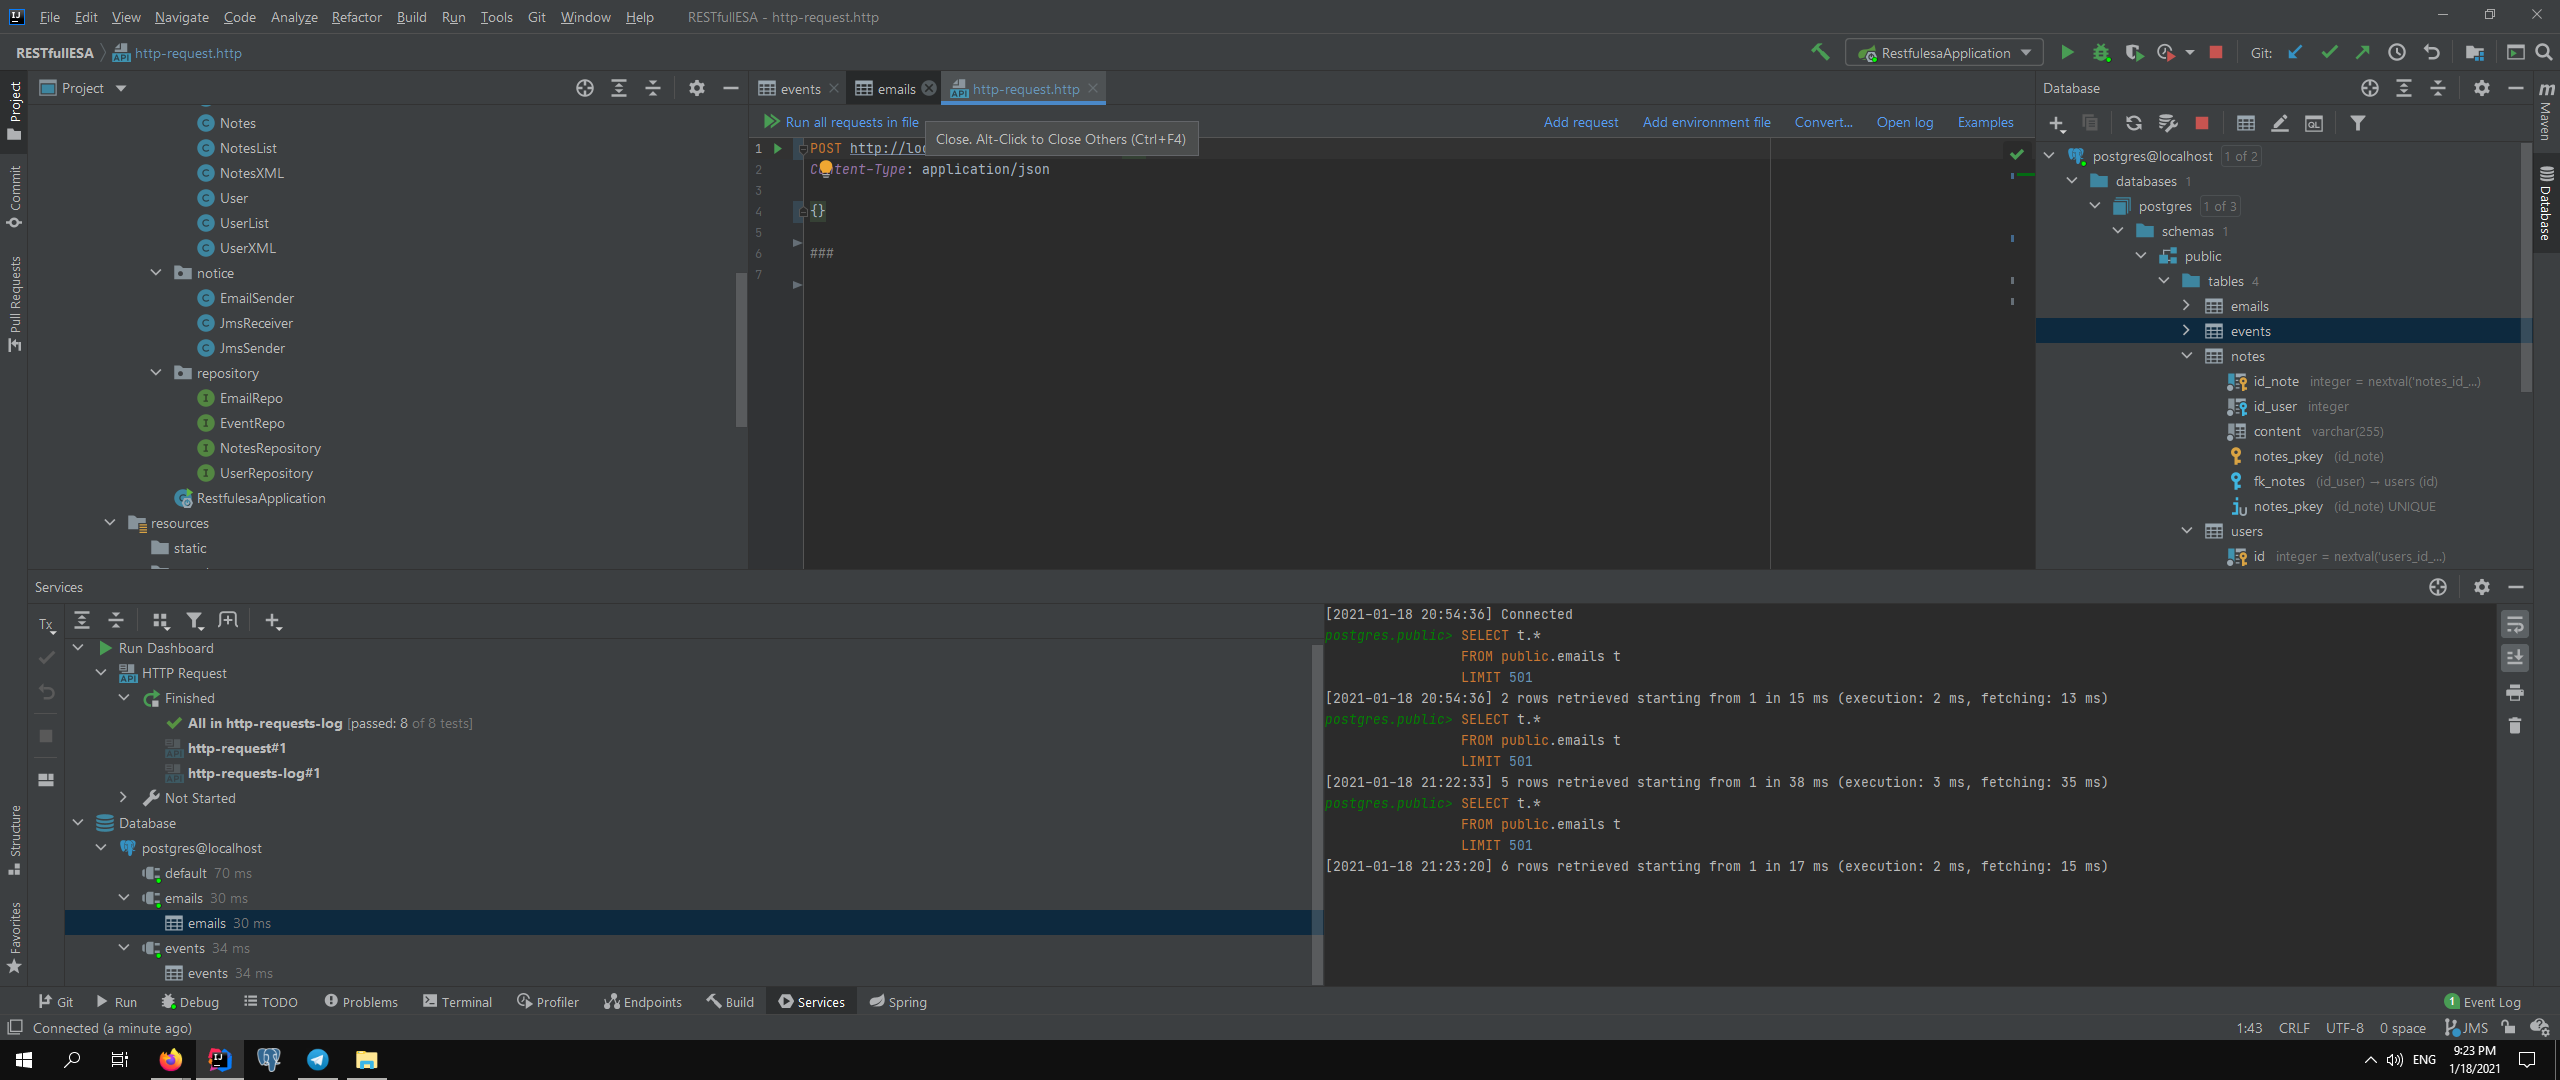 File Edit View Navigate Code Analyze Refactor Build Run Tools Git Window Help RESTfullESA - http-request.http
RESTfullESA http-request.http
RestfulesaApplication Git:
Project
events emails http-request.http
Database
Run all requests in file
Add request Add environment file Convert... Open log Examples
Close. Alt-Click to Close Others (Ctrl+F4)
Project
Commit
Pull Requests
Structure
Favorites
Notes
NotesList
NotesXML
User
UserList
UserXML
notice
EmailSender
JmsReceiver
JmsSender
repository
EmailRepo
EventRepo
NotesRepository
UserRepository
RestfulesaApplication
resources
static
1 POST http://loc
2 tent-Type: application/json
3
4 {}
5
6 ###
7
postgres@localhost 1 of 2
databases 1
postgres 1 of 3
schemas 1
public
tables 4
emails
events
notes
id_note integer = nextval('notes_id_...)
id_user integer
content varchar(255)
notes_pkey (id_note)
fk_notes (id_user) → users (id)
notes_pkey (id_note) UNIQUE
users
id integer = nextval('users_id_...)
Maven
Database
Services
Tx
Run Dashboard
HTTP Request
Finished
All in http-requests-log [passed: 8 of 8 tests]
http-request#1
http-requests-log#1
Not Started
Database
postgres@localhost
default 70 ms
emails 30 ms
emails 30 ms
events 34 ms
events 34 ms
[2021-01-18 20:54:36] Connected
postgres.public> SELECT t.*
FROM public.emails t
LIMIT 501
[2021-01-18 20:54:36] 2 rows retrieved starting from 1 in 15 ms (execution: 2 ms, fetching: 13 ms)
postgres.public> SELECT t.*
FROM public.emails t
LIMIT 501
[2021-01-18 21:22:33] 5 rows retrieved starting from 1 in 38 ms (execution: 3 ms, fetching: 35 ms)
postgres.public> SELECT t.*
FROM public.emails t
LIMIT 501
[2021-01-18 21:23:20] 6 rows retrieved starting from 1 in 17 ms (execution: 2 ms, fetching: 15 ms)
Git Run Debug TODO Problems Terminal Profiler Endpoints Build Services Spring
1 Event Log
Connected (a minute ago)
1:43 CRLF UTF-8 0 space JMS
ENG
9:23 PM
1/18/2021